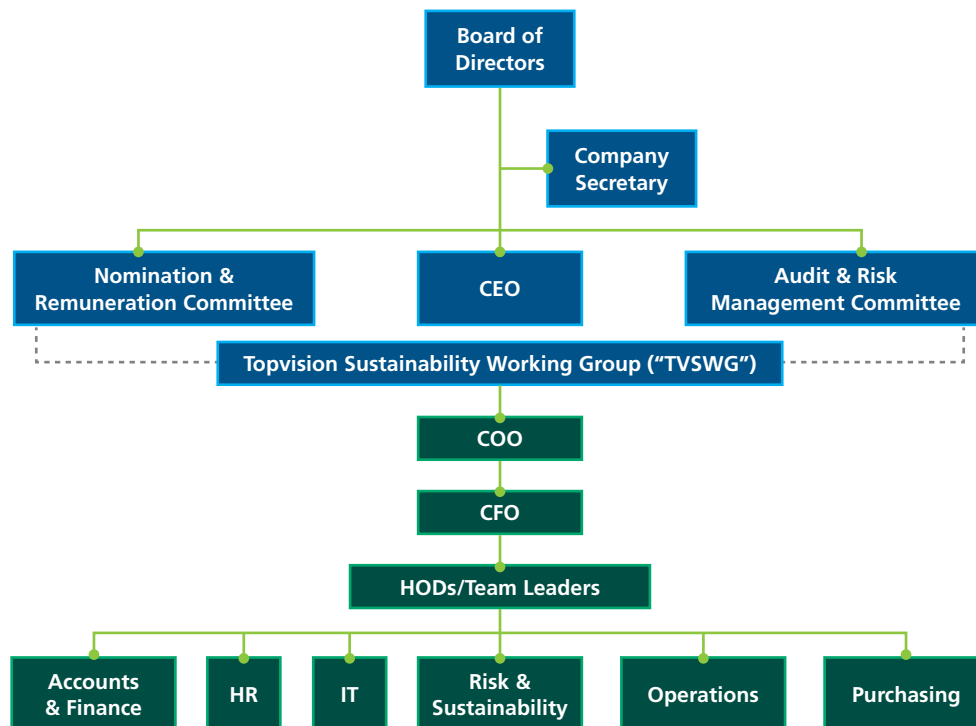 Board of
Directors
Company
Secretary
Nomination &
Remuneration Committee
CEO
Audit & Risk
Management Committee
Topvision Sustainability Working Group (“TVSWG”)
COO
CFO
HODs/Team Leaders
Accounts
& Finance
HR
IT
Risk &
Sustainability
Operations
Purchasing